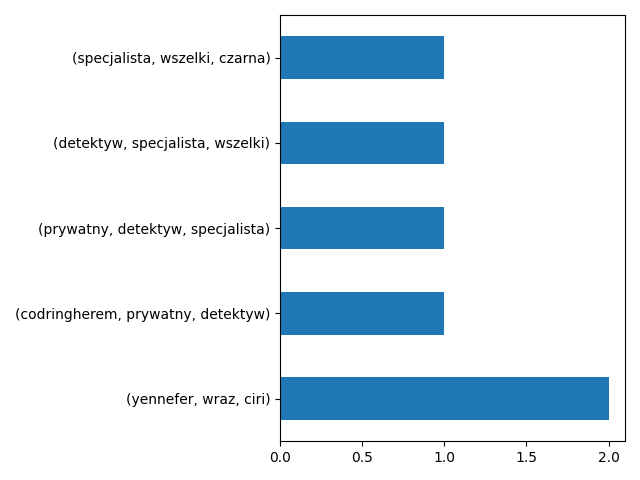 (specjalista, wszelki, czarna)
(detektyw, specjalista, wszelki)
(prywatny, detektyw, specjalista)
(codringherem, prywatny, detektyw)
(yennefer, wraz, ciri)
0.0 0.5 1.0 1.5 2.0